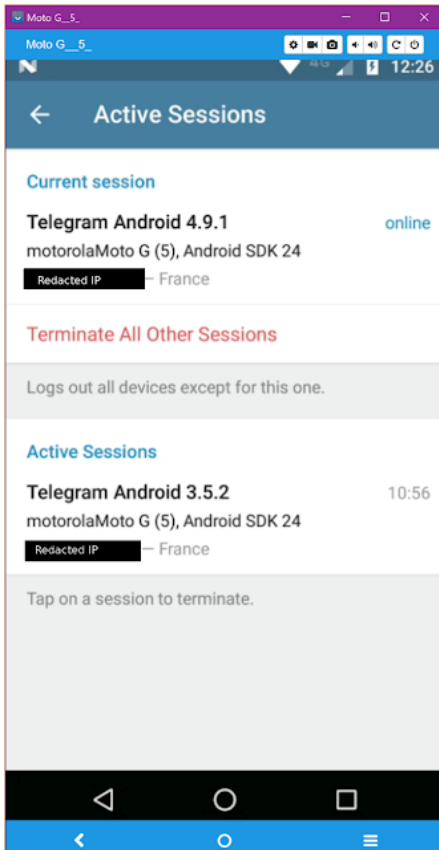 Moto G_5_
Moto G__5_
4G 12:26
Active Sessions
Current session
Telegram Android 4.9.1 online
motorolaMoto G (5), Android SDK 24
Redacted IP — France
Terminate All Other Sessions
Logs out all devices except for this one.
Active Sessions
Telegram Android 3.5.2 10:56
motorolaMoto G (5), Android SDK 24
Redacted IP — France
Tap on a session to terminate.